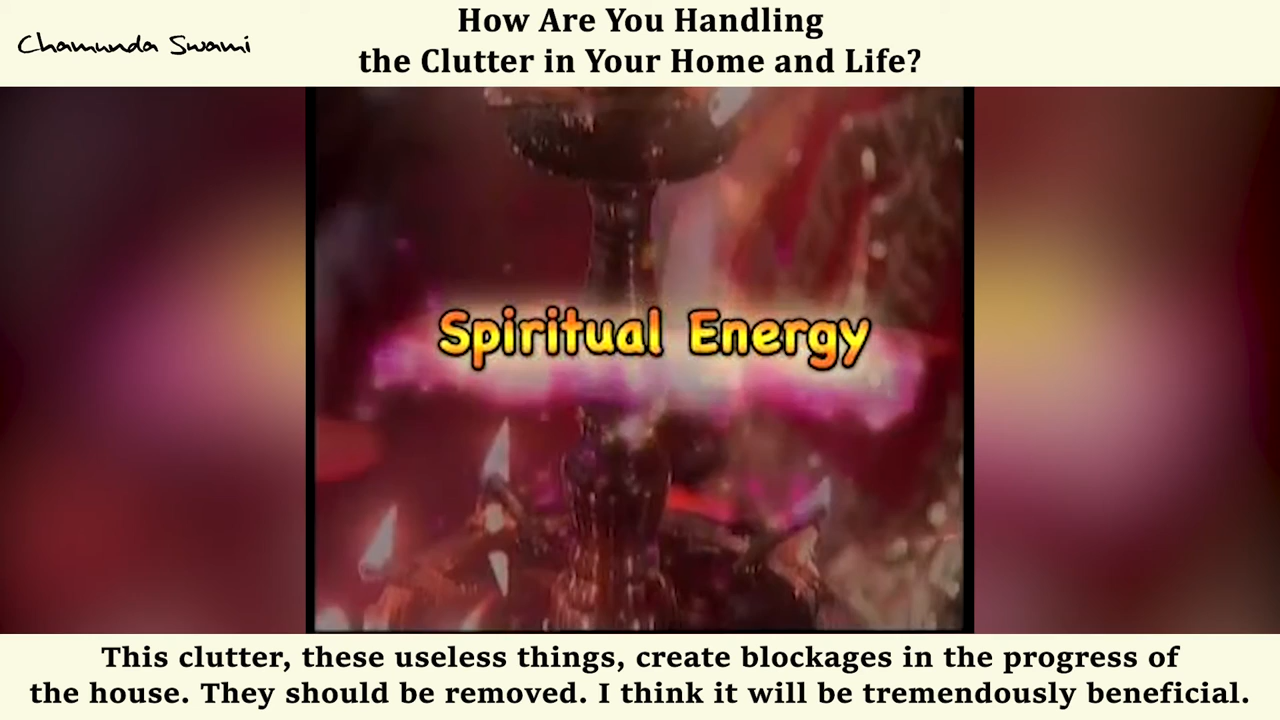 Chamunda Swami
How Are You Handling
the Clutter in Your Home and Life?
Spiritual Energy
This clutter, these useless things, create blockages in the progress of
the house. They should be removed. I think it will be tremendously beneficial.